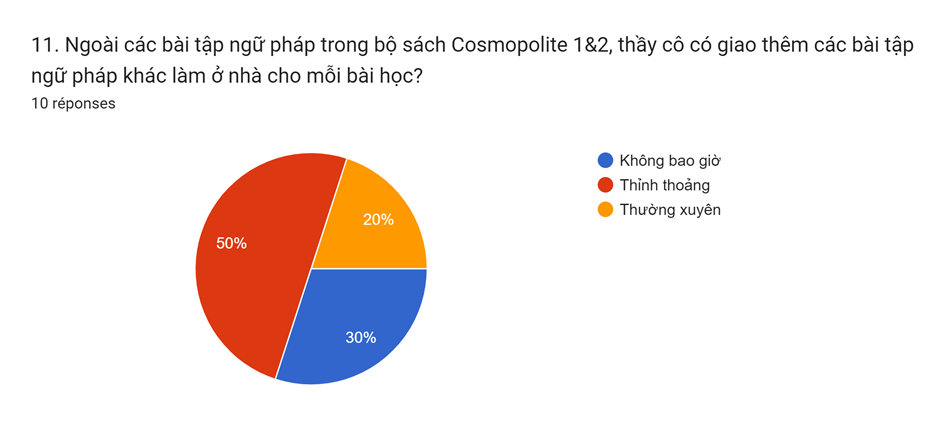 11. Ngoài các bài tập ngữ pháp trong bộ sách Cosmopolite 1&2, thầy cô có giao thêm các bài tập
ngữ pháp khác làm ở nhà cho mỗi bài học?
10 réponses
Không bao giờ
Thỉnh thoảng
Thường xuyên
20%
50%
30%